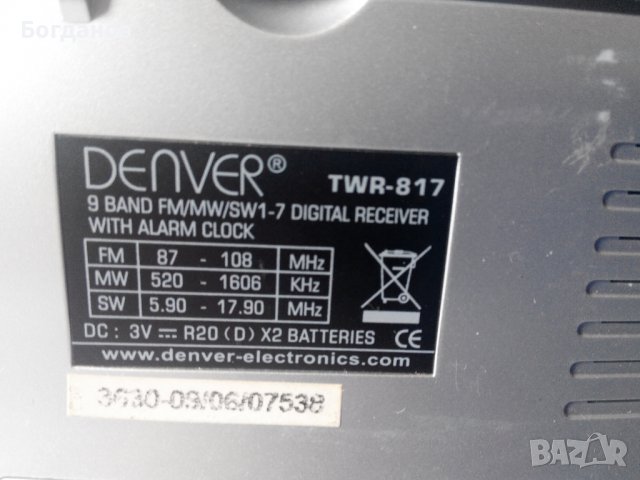 Богданов
DENVER®
TWR-817
9 BAND FM/MW/SW1-7 DIGITAL RECEIVER
WITH ALARM CLOCK
FM 87 - 108 MHz
MW 520 - 1606 KHz
SW 5.90 - 17.90 MHz
DC : 3V ⎓ R20 (D) X2 BATTERIES CE
www.denver-electronics.com
3630-09/06/07538
BAZAR